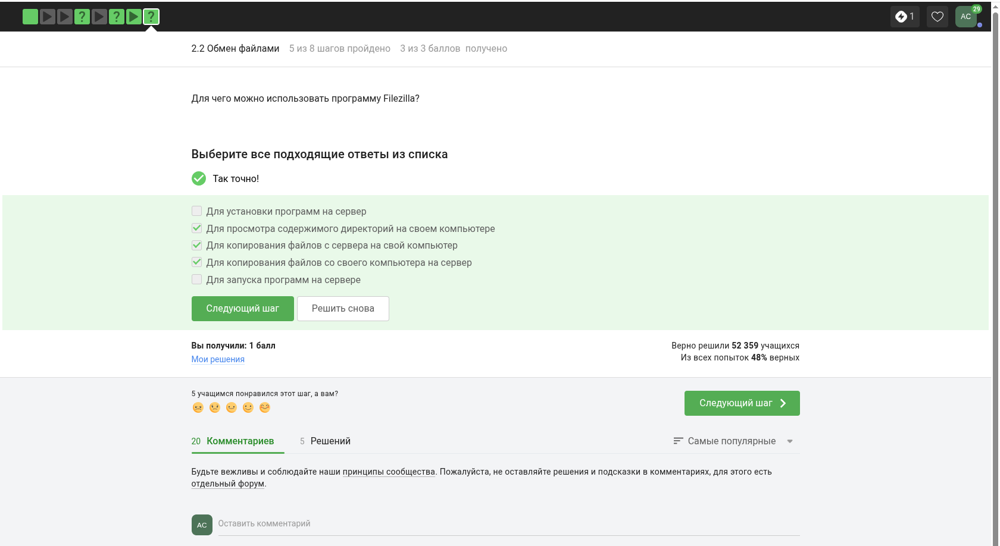 ? ? ?
1
AC
29
2.2 Обмен файлами 5 из 8 шагов пройдено 3 из 3 баллов получено
Для чего можно использовать программу Filezilla?
Выберите все подходящие ответы из списка
Так точно!
Для установки программ на сервер
Для просмотра содержимого директорий на своем компьютере
Для копирования файлов с сервера на свой компьютер
Для копирования файлов со своего компьютера на сервер
Для запуска программ на сервере
Следующий шаг Решить снова
Вы получили: 1 балл
Мои решения
Верно решили 52 359 учащихся
Из всех попыток 48% верных
5 учащимся понравился этот шаг, а вам?
Следующий шаг
20 Комментариев 5 Решений Самые популярные
Будьте вежливы и соблюдайте наши принципы сообщества. Пожалуйста, не оставляйте решения и подсказки в комментариях, для этого есть
отдельный форум.
AC Оставить комментарий